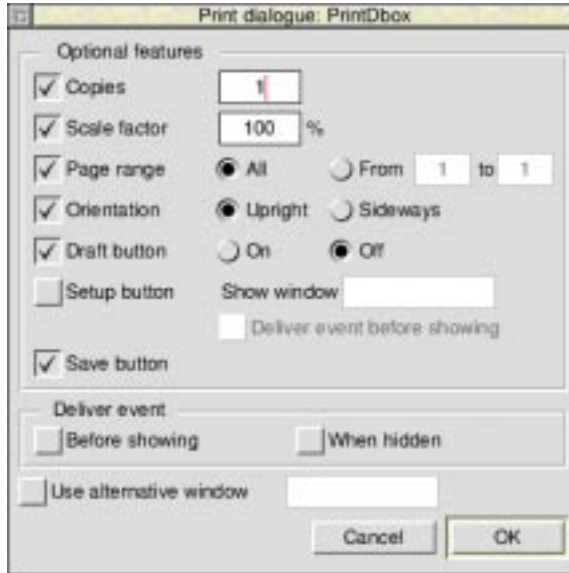 Print dialogue: PrintDbox
Optional features
Copies 1
Scale factor 100 %
Page range All From 1 to 1
Orientation Upright Sideways
Draft button On Off
Setup button Show window
Deliver event before showing
Save button
Deliver event
Before showing When hidden
Use alternative window
Cancel OK